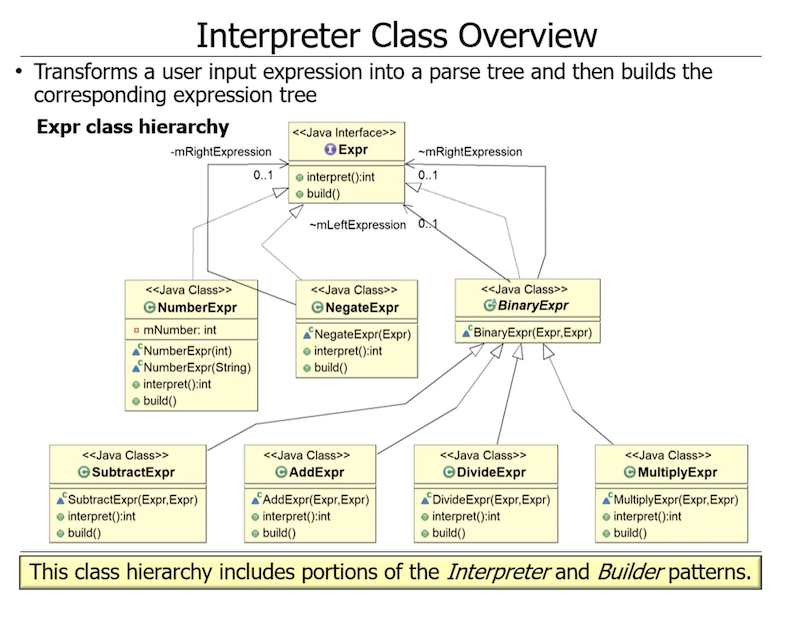 Interpreter Class Overview
• Transforms a user input expression into a parse tree and then builds the
corresponding expression tree
Expr class hierarchy
<<Java Interface>>
Expr
interpret():int
build()
-mRightExpression
0..1
~mRightExpression
0..1
~mLeftExpression
0..1
<<Java Class>>
NumberExpr
mNumber: int
NumberExpr(int)
NumberExpr(String)
interpret():int
build()
<<Java Class>>
NegateExpr
NegateExpr(Expr)
interpret():int
build()
<<Java Class>>
BinaryExpr
BinaryExpr(Expr,Expr)
<<Java Class>>
SubtractExpr
SubtractExpr(Expr,Expr)
interpret():int
build()
<<Java Class>>
AddExpr
AddExpr(Expr,Expr)
interpret():int
build()
<<Java Class>>
DivideExpr
DivideExpr(Expr,Expr)
interpret():int
build()
<<Java Class>>
MultiplyExpr
MultiplyExpr(Expr,Expr)
interpret():int
build()
This class hierarchy includes portions of the Interpreter and Builder patterns.